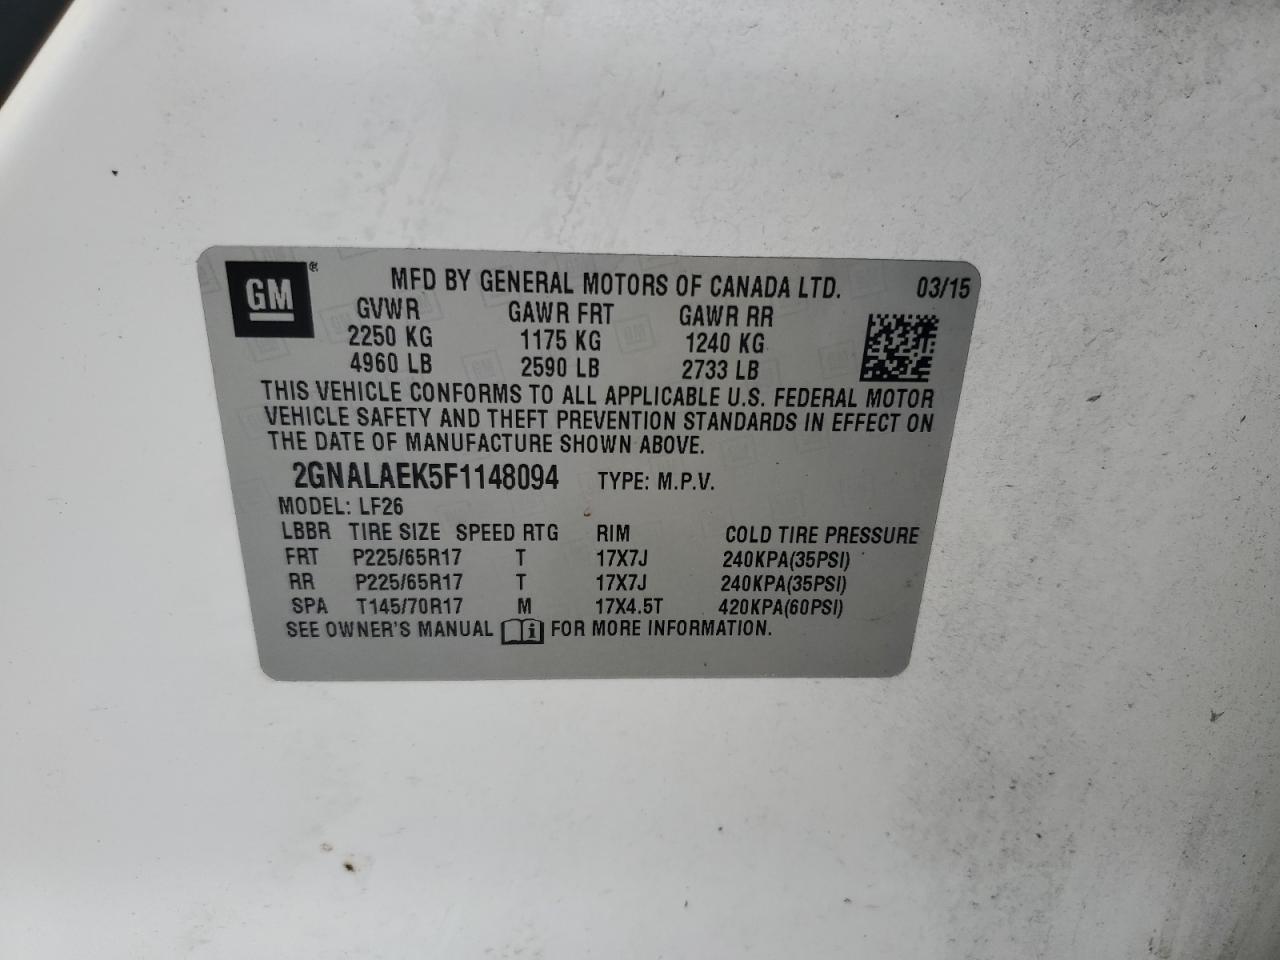 GM ® MFD BY GENERAL MOTORS OF CANADA LTD. 03/15
GVWR GAWR FRT GAWR RR
2250 KG 1175 KG 1240 KG
4960 LB 2590 LB 2733 LB
THIS VEHICLE CONFORMS TO ALL APPLICABLE U.S. FEDERAL MOTOR
VEHICLE SAFETY AND THEFT PREVENTION STANDARDS IN EFFECT ON
THE DATE OF MANUFACTURE SHOWN ABOVE.
2GNALAEK5F1148094 TYPE: M.P.V.
MODEL: LF26
LBBR TIRE SIZE SPEED RTG RIM COLD TIRE PRESSURE
FRT P225/65R17 T 17X7J 240KPA(35PSI)
RR P225/65R17 T 17X7J 240KPA(35PSI)
SPA T145/70R17 M 17X4.5T 420KPA(60PSI)
SEE OWNER'S MANUAL i FOR MORE INFORMATION.